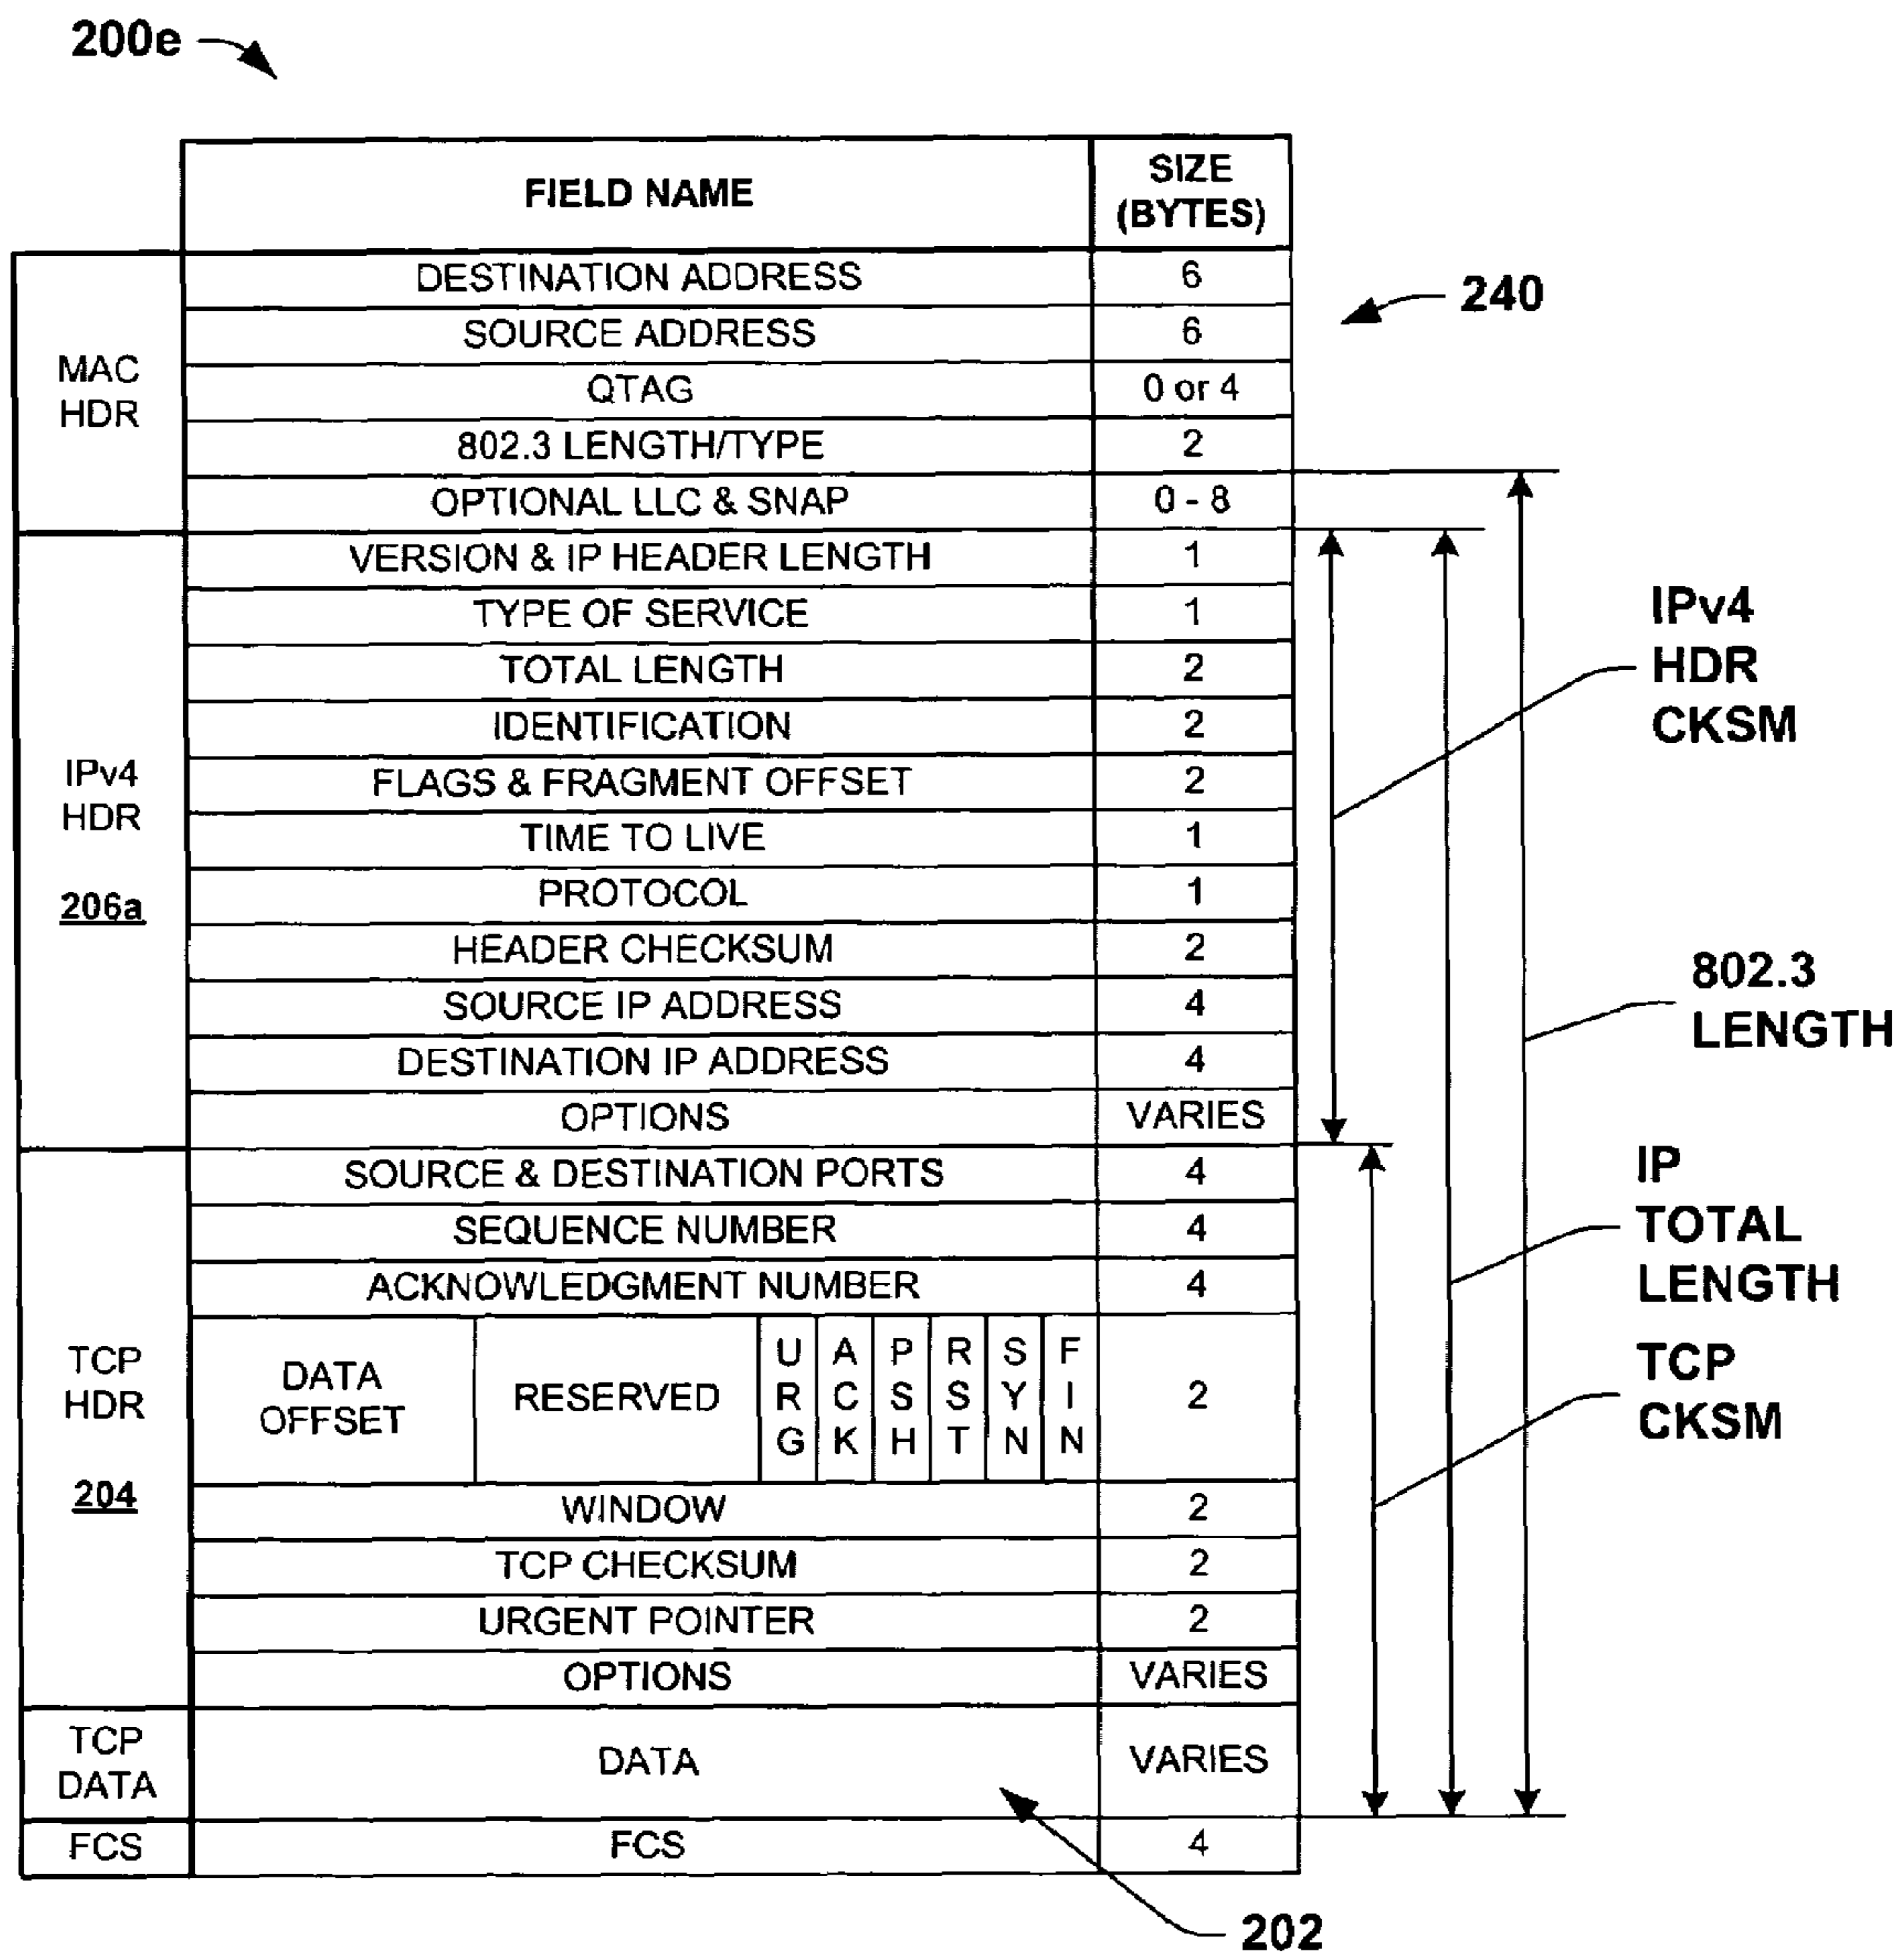 200e
FIELD NAME
SIZE
(BYTES)
MAC
HDR
DESTINATION ADDRESS 6
SOURCE ADDRESS 6
QTAG 0 or 4
802.3 LENGTH/TYPE 2
OPTIONAL LLC & SNAP 0 - 8
240
IPv4
HDR
206a
VERSION & IP HEADER LENGTH 1
TYPE OF SERVICE 1
TOTAL LENGTH 2
IDENTIFICATION 2
FLAGS & FRAGMENT OFFSET 2
TIME TO LIVE 1
PROTOCOL 1
HEADER CHECKSUM 2
SOURCE IP ADDRESS 4
DESTINATION IP ADDRESS 4
OPTIONS VARIES
IPv4
HDR
CKSM
802.3
LENGTH
TCP
HDR
204
SOURCE & DESTINATION PORTS 4
SEQUENCE NUMBER 4
ACKNOWLEDGMENT NUMBER 4
DATA
OFFSET
RESERVED
URG
ACK
PSH
RST
SYN
FIN
2
WINDOW 2
TCP CHECKSUM 2
URGENT POINTER 2
OPTIONS VARIES
IP
TOTAL
LENGTH
TCP
CKSM
TCP
DATA
DATA VARIES
FCS FCS 4
202